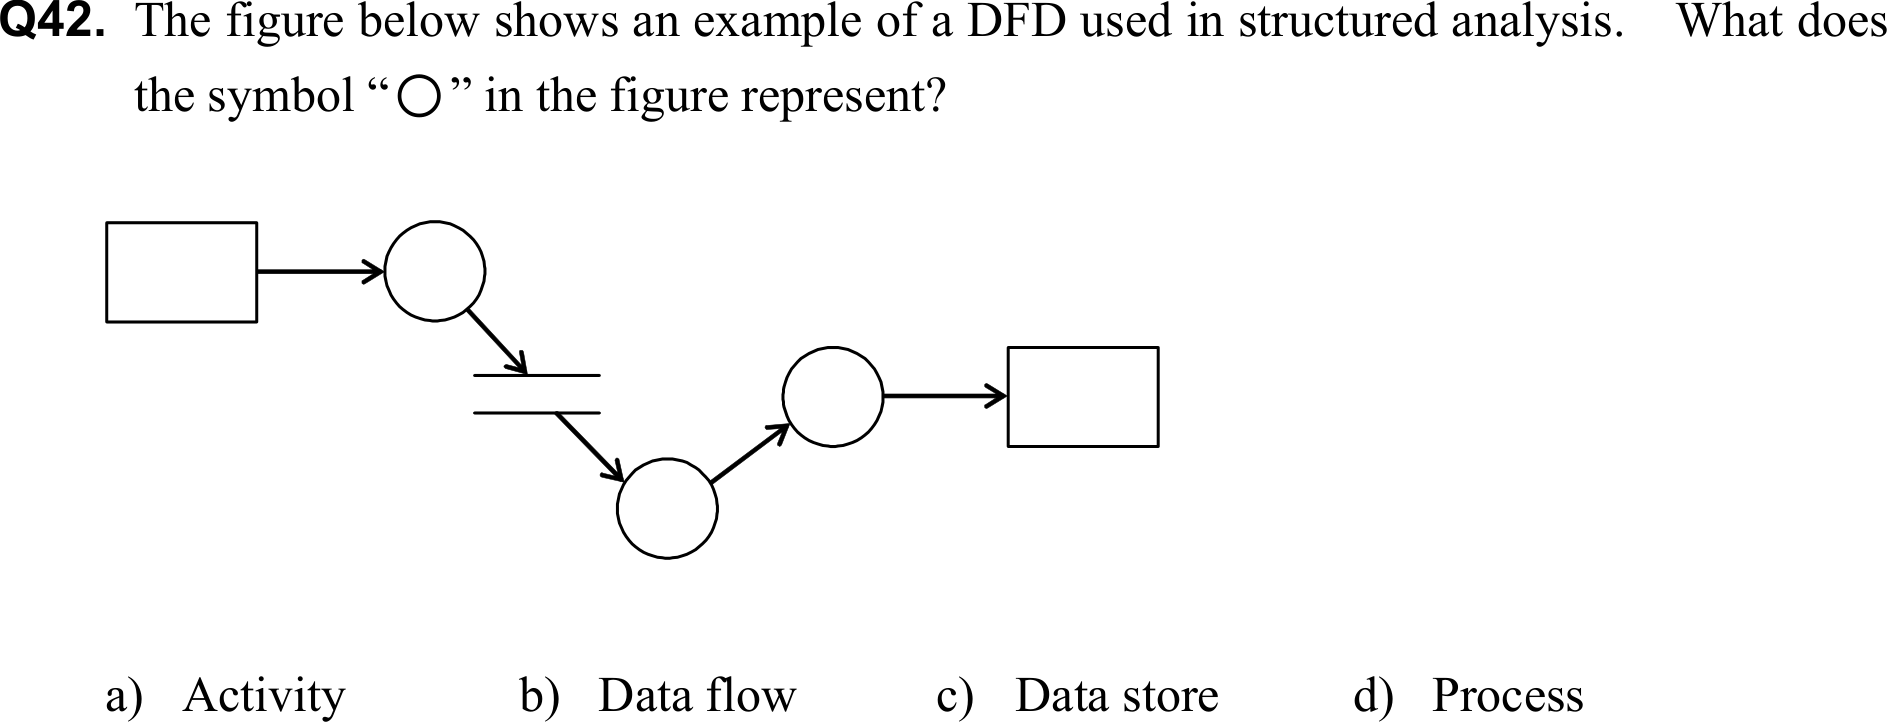 Q42. The figure below shows an example of a DFD used in structured analysis. What does
the symbol “○” in the figure represent?
a) Activity b) Data flow c) Data store d) Process